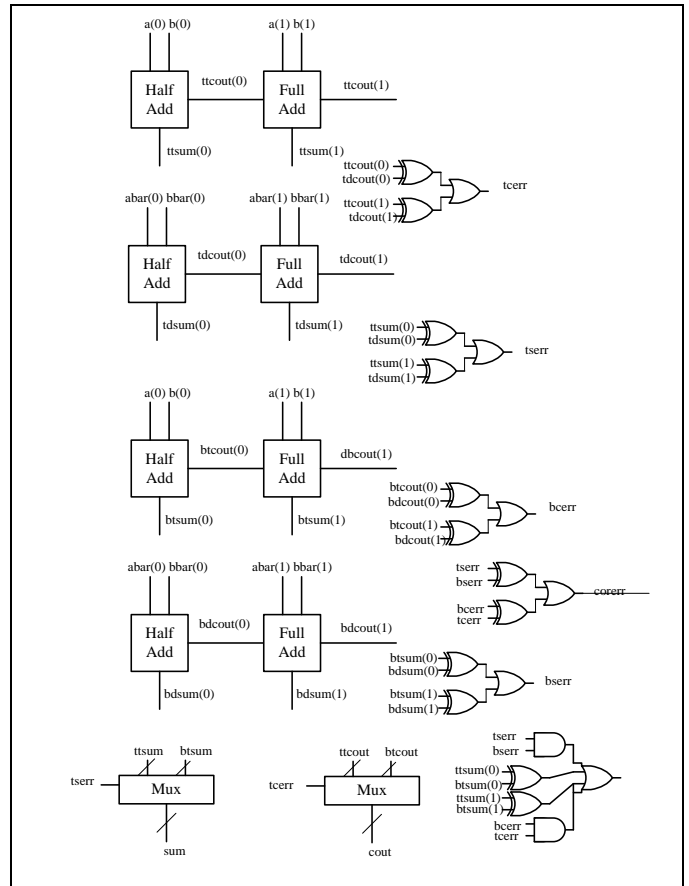 a(0) b(0)
a(1) b(1)
Half Add
ttcout(0)
Full Add
ttcout(1)
ttsum(0)
ttsum(1)
ttcout(0)
tdcout(0)
ttcout(1)
tdcout(1)
tcerr
abar(0) bbar(0)
abar(1) bbar(1)
Half Add
tdcout(0)
Full Add
tdcout(1)
tdsum(0)
tdsum(1)
ttsum(0)
tdsum(0)
ttsum(1)
tdsum(1)
tserr
a(0) b(0)
a(1) b(1)
Half Add
btcout(0)
Full Add
dbcout(1)
btsum(0)
btsum(1)
btcout(0)
bdcout(0)
btcout(1)
bdcout(1)
bcerr
abar(0) bbar(0)
abar(1) bbar(1)
Half Add
bdcout(0)
Full Add
bdcout(1)
bdsum(0)
bdsum(1)
tserr
bserr
bcerr
tcerr
corerr
btsum(0)
bdsum(0)
btsum(1)
bdsum(1)
bserr
ttsum
btsum
tserr
Mux
sum
ttcout
btcout
tcerr
Mux
cout
tserr
bserr
ttsum(0)
btsum(0)
ttsum(1)
btsum(1)
bcerr
tcerr